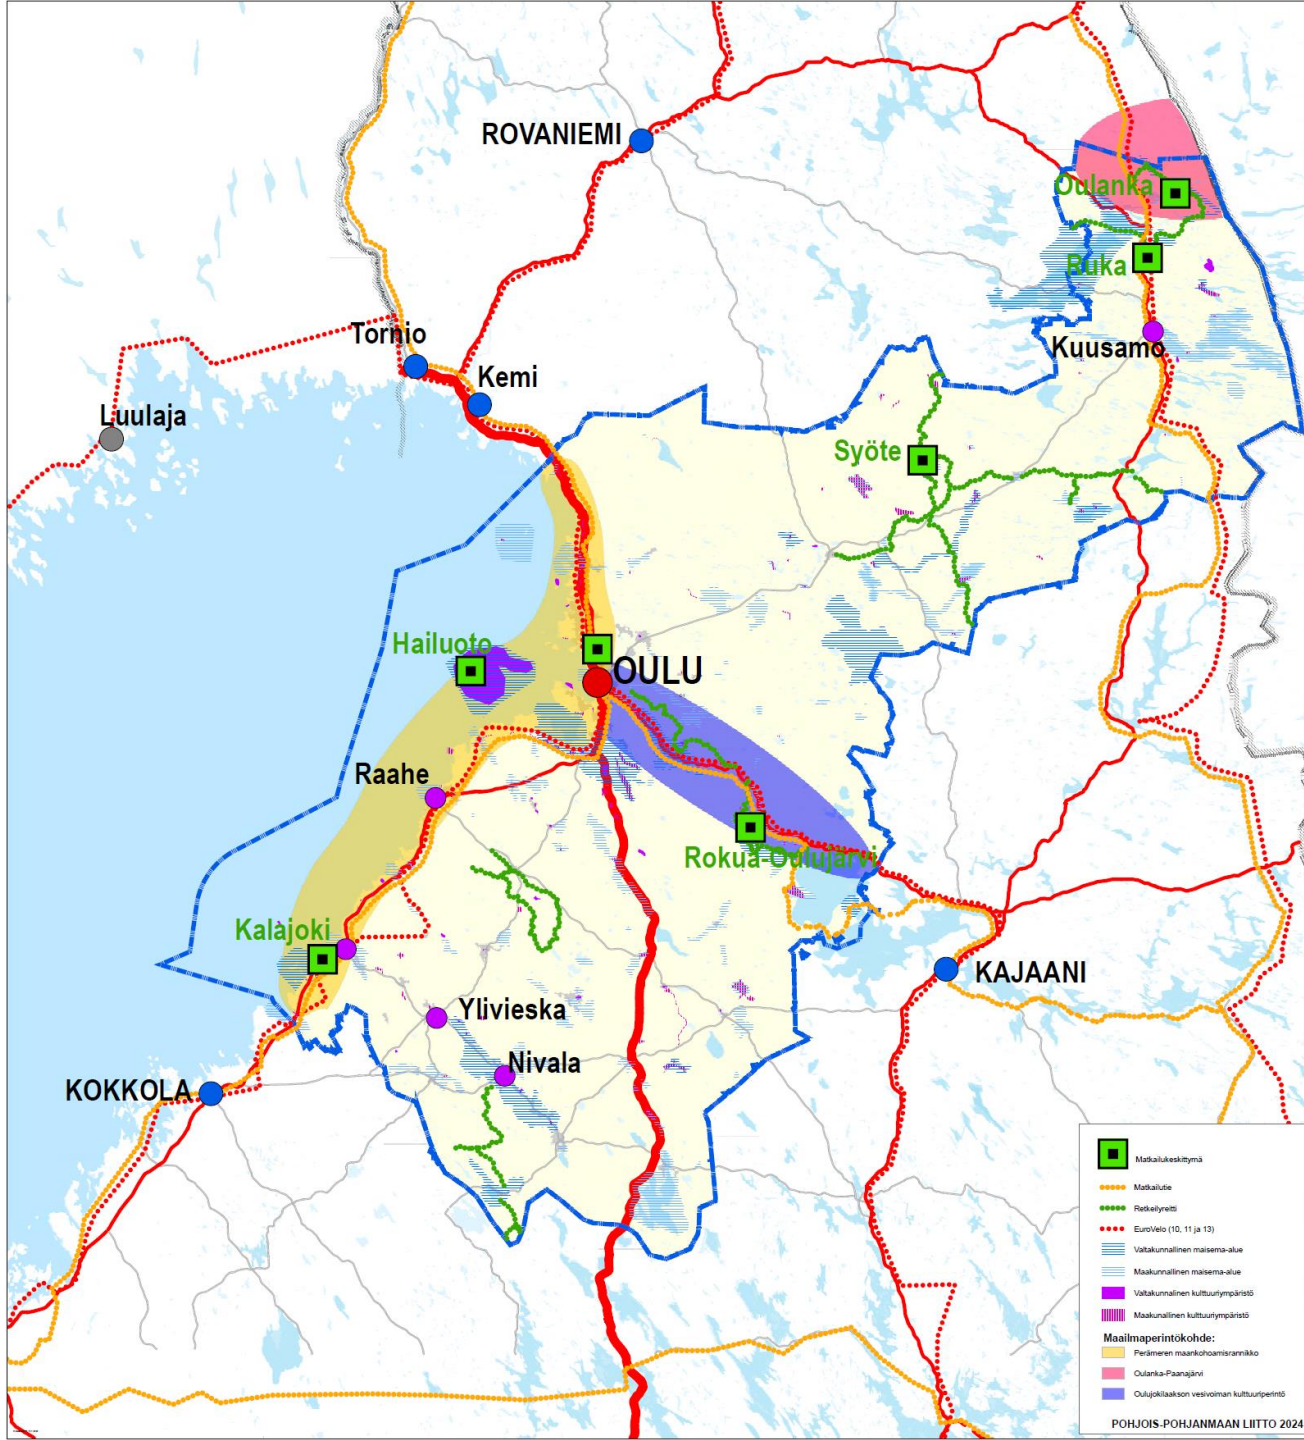 ROVANIEMI
Oulanka
Ruka
Tornio
Kuusamo
Kemi
Luulaja
Syöte
Hailuoto
OULU
Raahe
Rokua-Oulujärvi
Kalajoki
KAJAANI
Ylivieska
Nivala
KOKKOLA
Matkailukeskittymä
Matkailutie
Retkeilyreitti
EuroVelo (10, 11 ja 13)
Valtakunnallinen maisema-alue
Maakunnallinen maisema-alue
Valtakunnalinen kulttuuriympäristö
Maakunallinen kulttuuriympäristö
Maailmaperintökohde:
Perämeren maankohoamisrannikko
Oulanka-Paanajärvi
Oulujokilaakson vesivoiman kulttuuriperintö
POHJOIS-POHJANMAAN LIITTO 2024